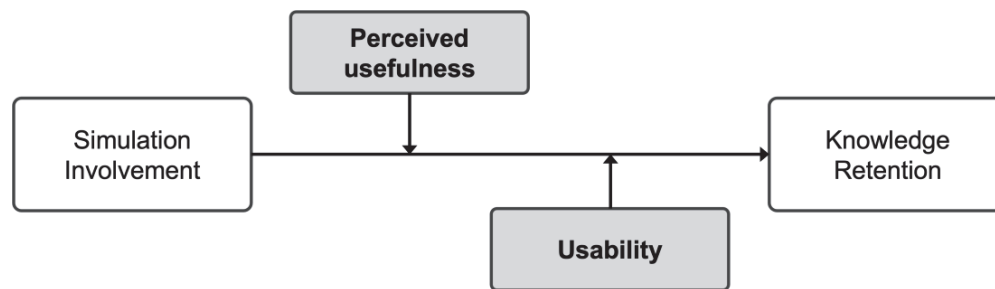 Perceived
usefulness
Simulation
Involvement
Knowledge
Retention
Usability